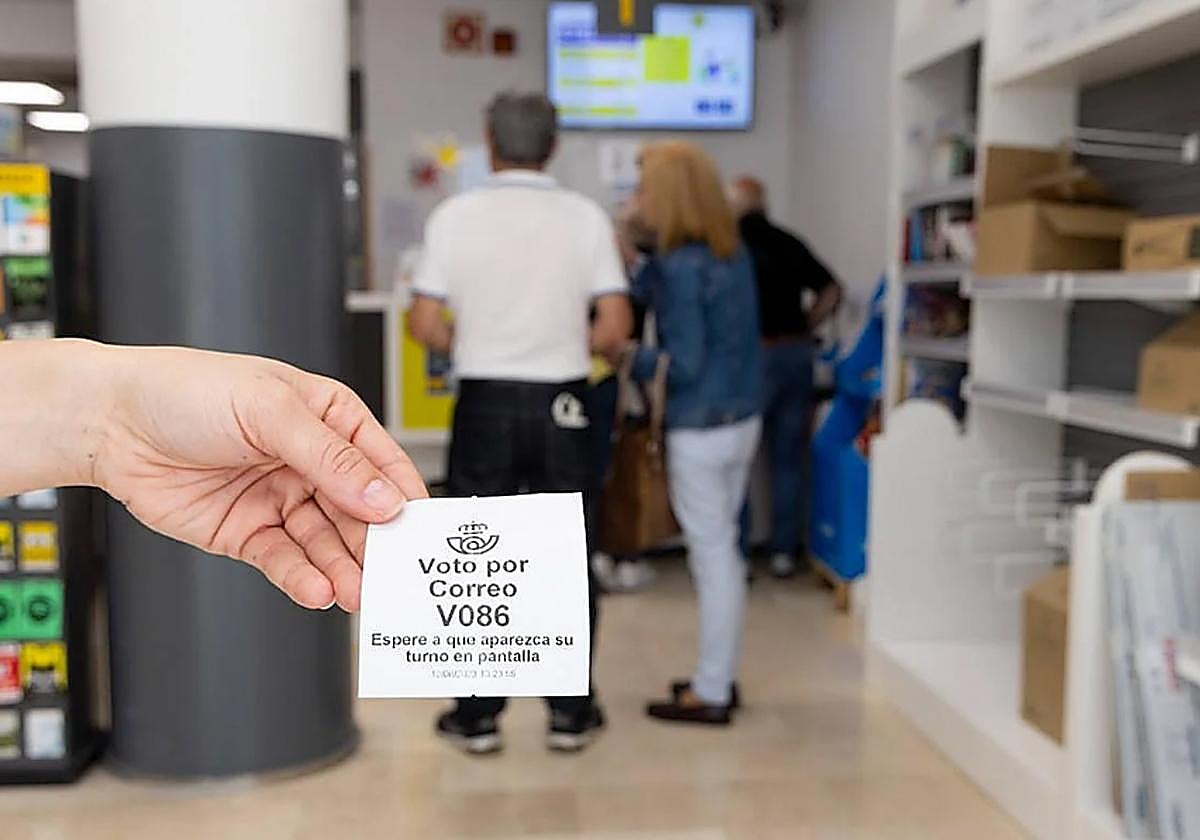 Voto por
Correo
V086
Espere a que aparezca su
turno en pantalla